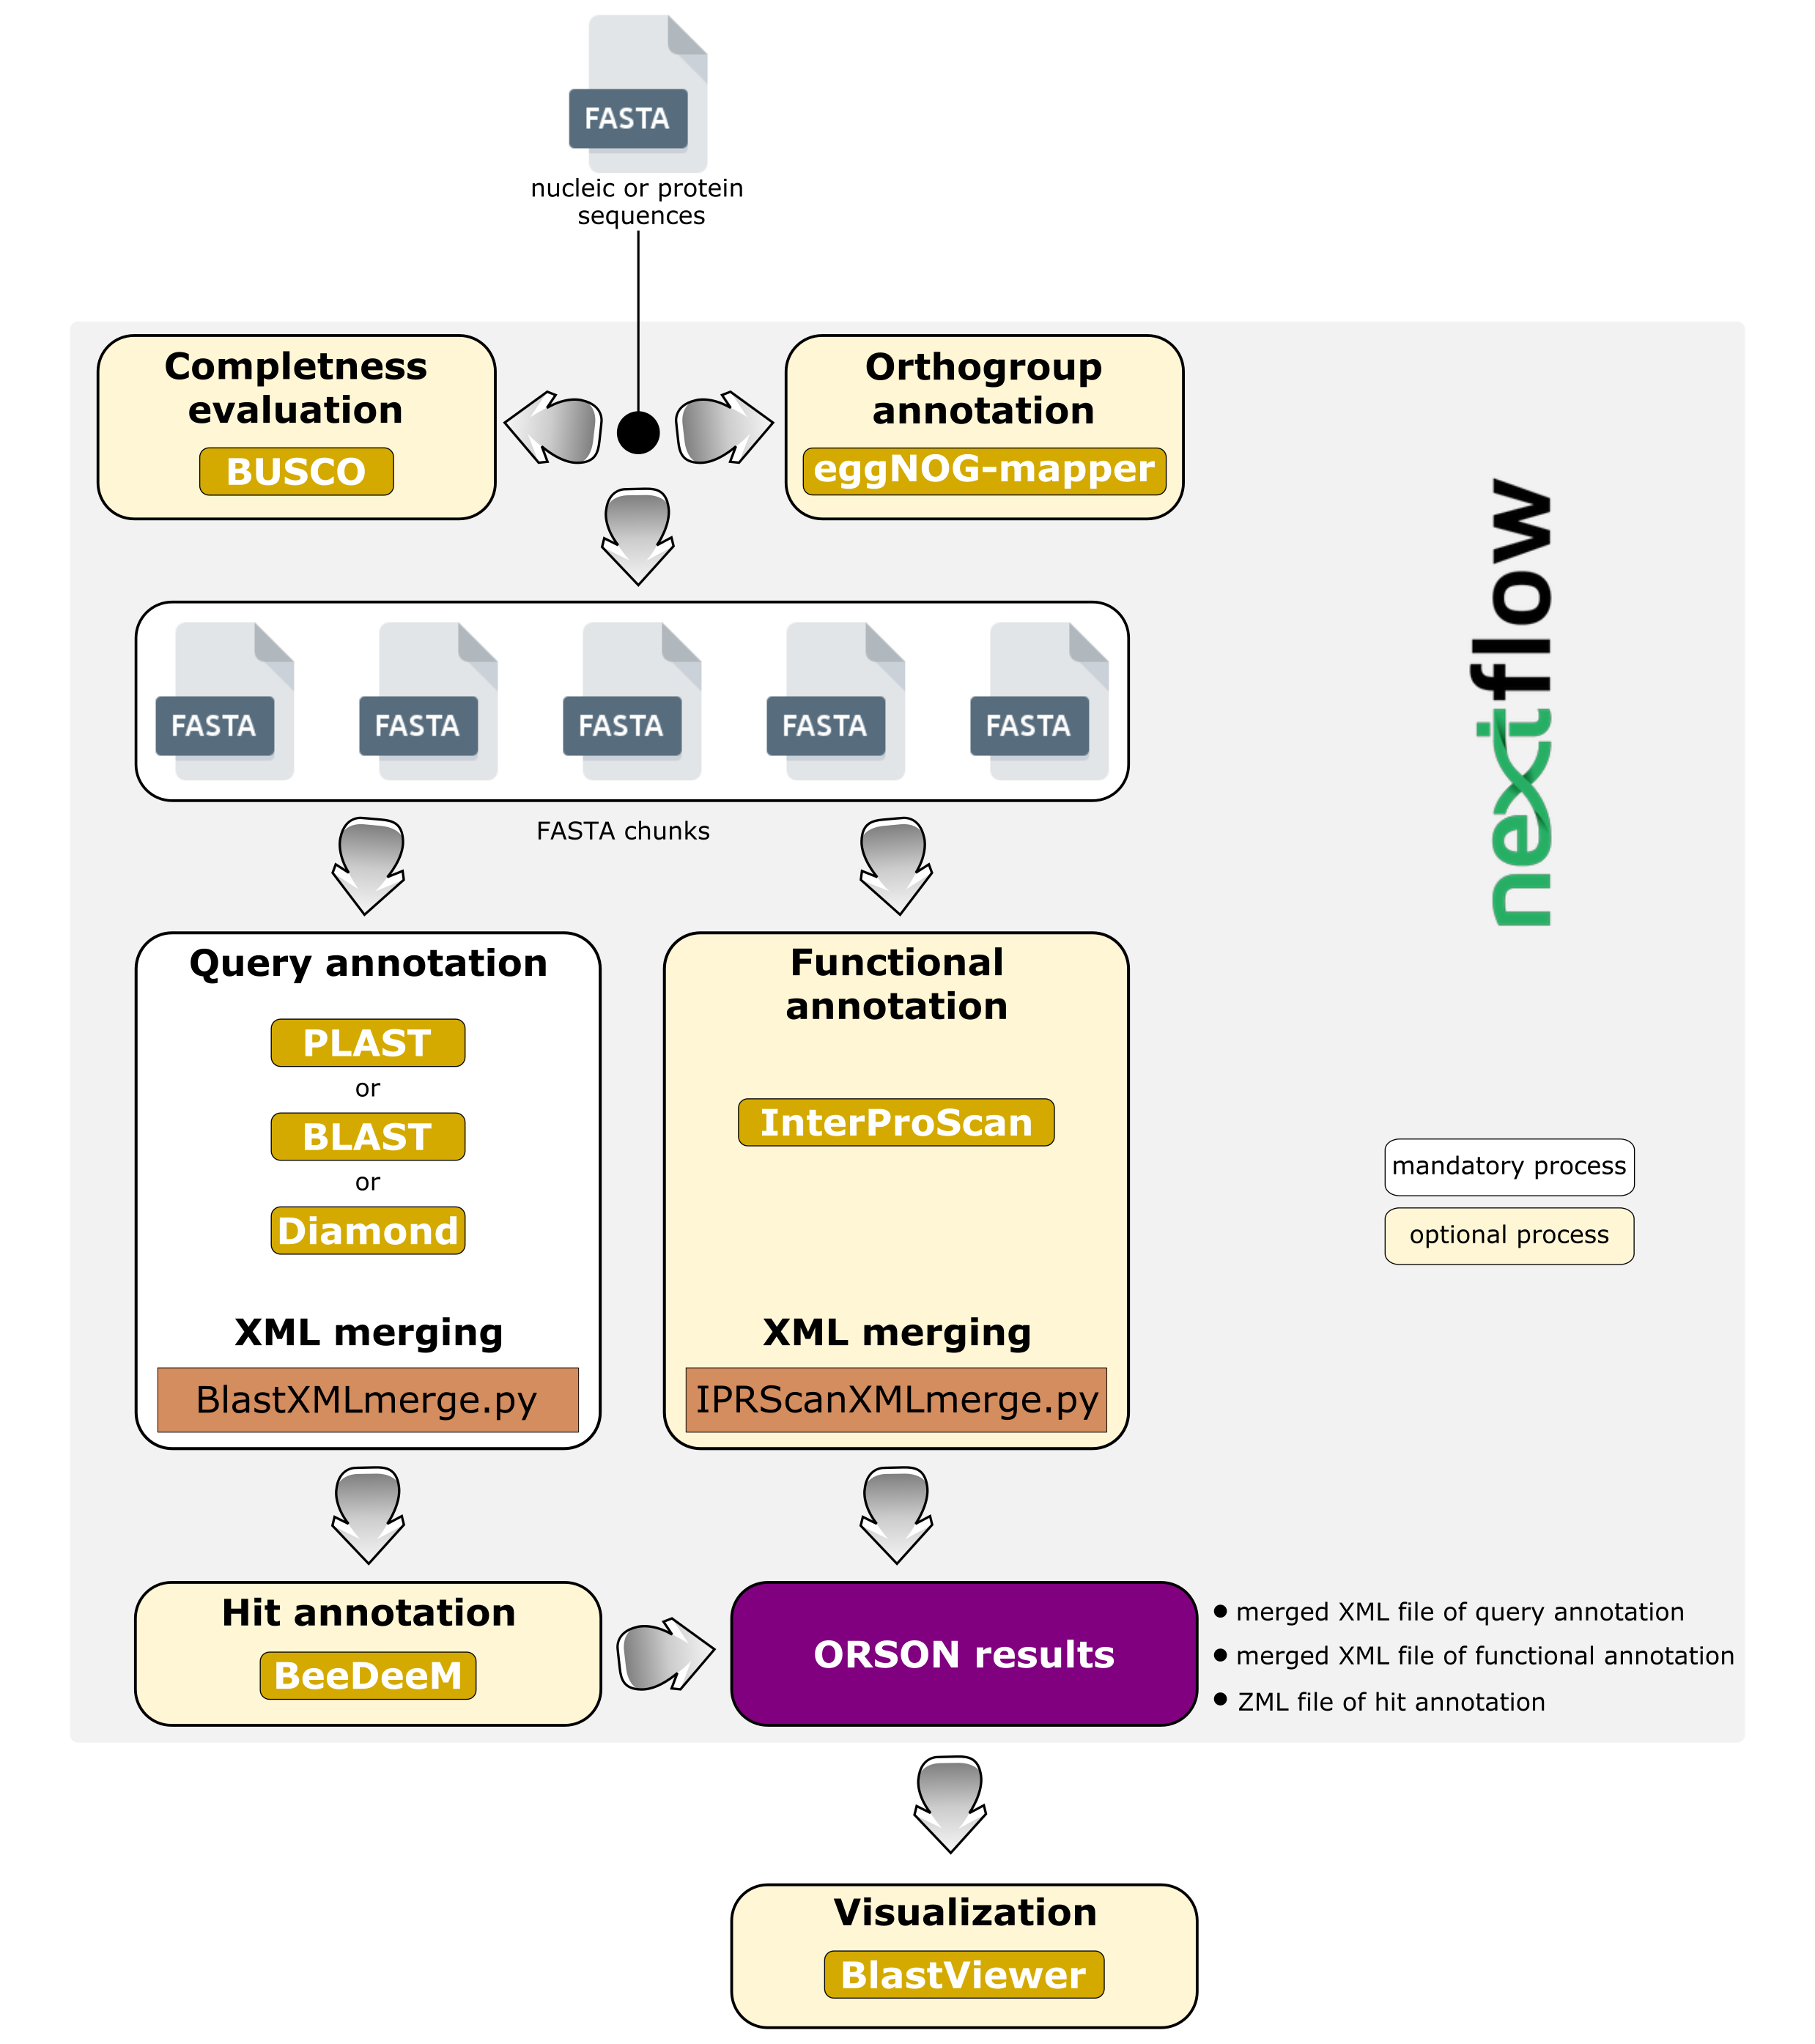 FASTA
nucleic or protein
sequences
Completness
evaluation
BUSCO
Orthogroup
annotation
eggNOG-mapper
FASTA
FASTA
FASTA
FASTA
FASTA
FASTA chunks
nextflow
Query annotation
PLAST
or
BLAST
or
Diamond
XML merging
BlastXMLmerge.py
Functional
annotation
InterProScan
XML merging
IPRScanXMLmerge.py
mandatory process
optional process
Hit annotation
BeeDeeM
ORSON results
● merged XML file of query annotation
● merged XML file of functional annotation
● ZML file of hit annotation
Visualization
BlastViewer